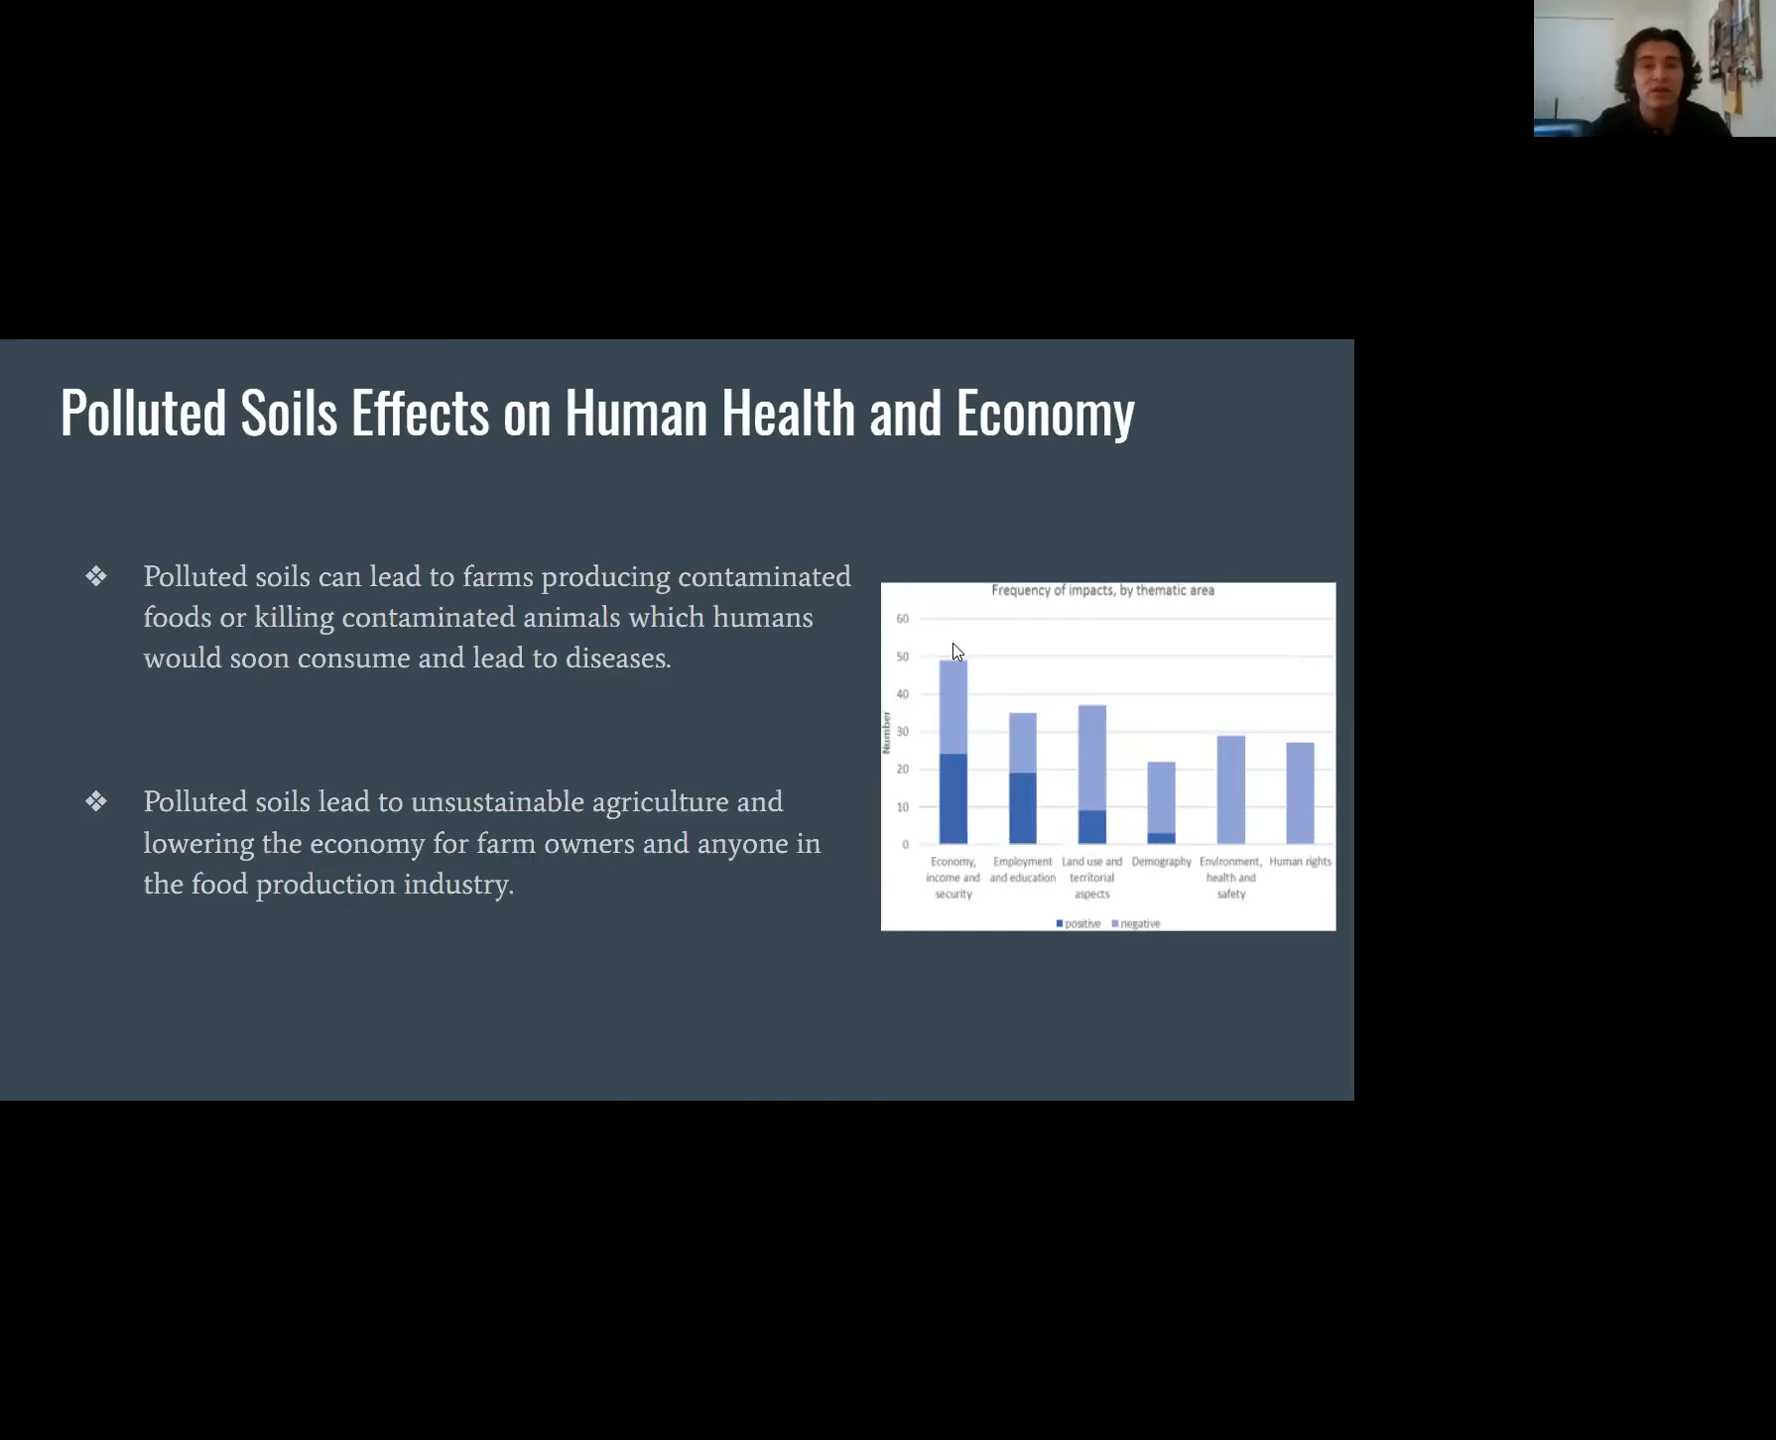 Polluted Soils Effects on Human Health and Economy
❖ Polluted soils can lead to farms producing contaminated
foods or killing contaminated animals which humans
would soon consume and lead to diseases.
❖ Polluted soils lead to unsustainable agriculture and
lowering the economy for farm owners and anyone in
the food production industry.
Frequency of impacts, by thematic area
Number
60
50
40
30
20
10
0
Economy, income and security
Employment and education
Land use and territorial aspects
Demography
Environment, health and safety
Human rights
positive negative